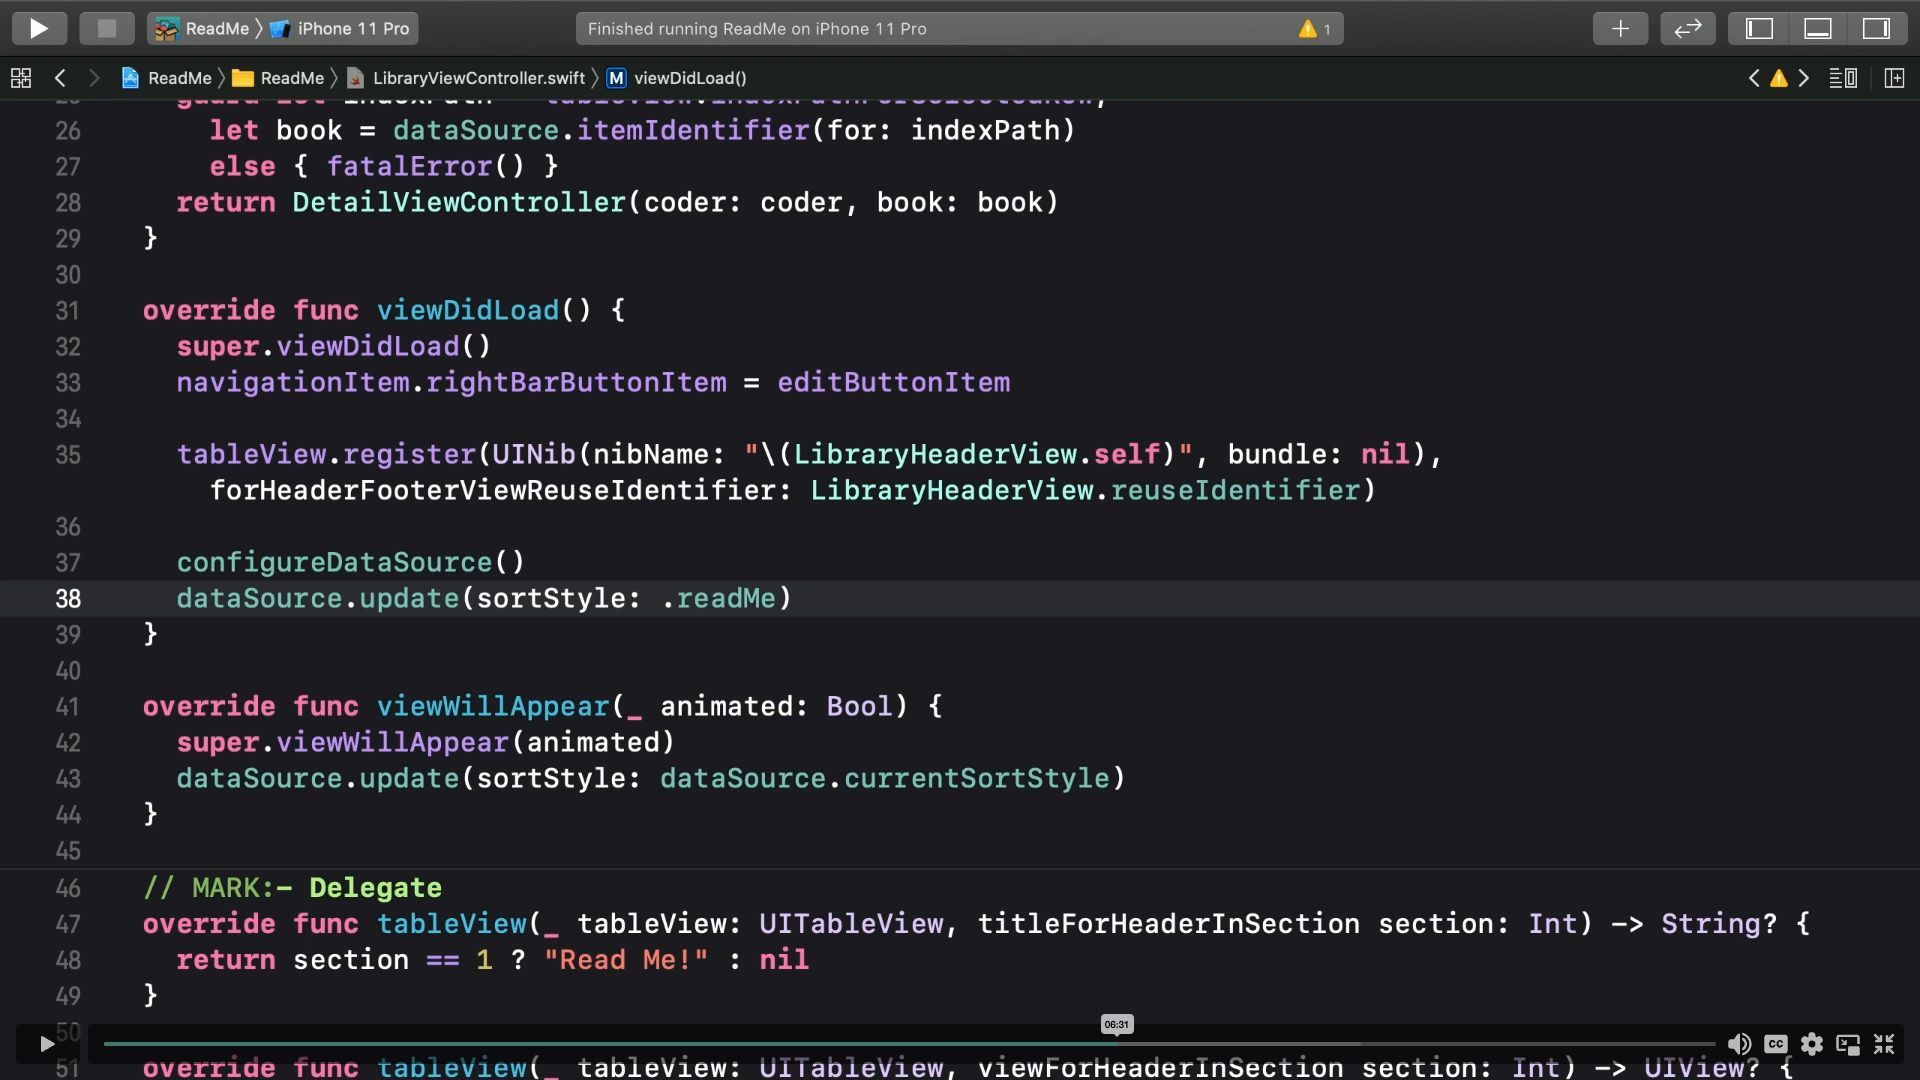 ReadMe 〉 iPhone 11 Pro
Finished running ReadMe on iPhone 11 Pro
1
ReadMe 〉 ReadMe 〉 LibraryViewController.swift 〉 M viewDidLoad()
25 guard let indexPath = tableView.indexPathForSelectedRow,
26 let book = dataSource.itemIdentifier(for: indexPath)
27 else { fatalError() }
28 return DetailViewController(coder: coder, book: book)
29 }
30
31 override func viewDidLoad() {
32 super.viewDidLoad()
33 navigationItem.rightBarButtonItem = editButtonItem
34
35 tableView.register(UINib(nibName: "\(LibraryHeaderView.self)", bundle: nil),
forHeaderFooterViewReuseIdentifier: LibraryHeaderView.reuseIdentifier)
36
37 configureDataSource()
38 dataSource.update(sortStyle: .readMe)
39 }
40
41 override func viewWillAppear(_ animated: Bool) {
42 super.viewWillAppear(animated)
43 dataSource.update(sortStyle: dataSource.currentSortStyle)
44 }
45
46 // MARK:- Delegate
47 override func tableView(_ tableView: UITableView, titleForHeaderInSection section: Int) -> String? {
48 return section == 1 ? "Read Me!" : nil
49 }
50
06:31
CC
51 override func tableView(_ tableView: UITableView, viewForHeaderInSection section: Int) -> UIView? {